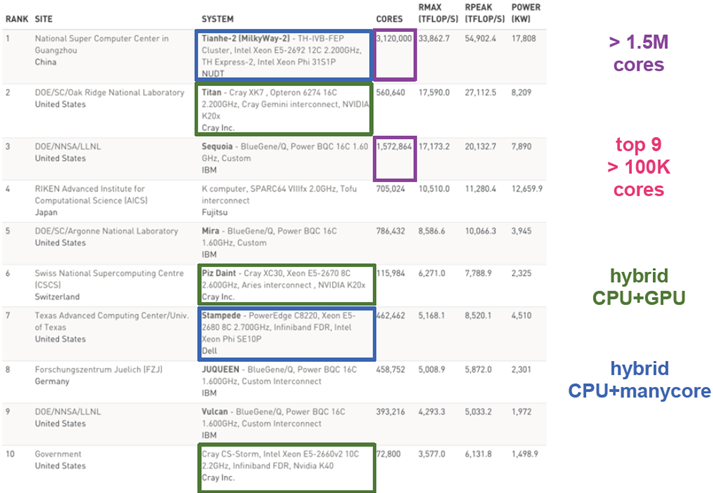 RANK SITE SYSTEM CORES RMAX (TFLOP/S) RPEAK (TFLOP/S) POWER (KW)
1 National Super Computer Center in Guangzhou China Tianhe-2 (MilkyWay-2) - TH-IVB-FEP Cluster, Intel Xeon E5-2692 12C 2.200GHz, TH Express-2, Intel Xeon Phi 31S1P NUDT 3,120,000 33,862.7 54,902.4 17,808
> 1.5M
cores
2 DOE/SC/Oak Ridge National Laboratory United States Titan - Cray XK7 , Opteron 6274 16C 2.200GHz, Cray Gemini interconnect, NVIDIA K20x Cray Inc. 560,640 17,590.0 27,112.5 8,209
3 DOE/NNSA/LLNL United States Sequoia - BlueGene/Q, Power BQC 16C 1.60 GHz, Custom IBM 1,572,864 17,173.2 20,132.7 7,890
top 9
> 100K
cores
4 RIKEN Advanced Institute for Computational Science (AICS) Japan K computer, SPARC64 VIIIfx 2.0GHz, Tofu interconnect Fujitsu 705,024 10,510.0 11,280.4 12,659.9
5 DOE/SC/Argonne National Laboratory United States Mira - BlueGene/Q, Power BQC 16C 1.60GHz, Custom IBM 786,432 8,586.6 10,066.3 3,945
6 Swiss National Supercomputing Centre (CSCS) Switzerland Piz Daint - Cray XC30, Xeon E5-2670 8C 2.600GHz, Aries interconnect , NVIDIA K20x Cray Inc. 115,984 6,271.0 7,788.9 2,325
hybrid
CPU+GPU
7 Texas Advanced Computing Center/Univ. of Texas United States Stampede - PowerEdge C8220, Xeon E5-2680 8C 2.700GHz, Infiniband FDR, Intel Xeon Phi SE10P Dell 462,462 5,168.1 8,520.1 4,510
8 Forschungszentrum Juelich (FZJ) Germany JUQUEEN - BlueGene/Q, Power BQC 16C 1.600GHz, Custom Interconnect IBM 458,752 5,008.9 5,872.0 2,301
hybrid
CPU+manycore
9 DOE/NNSA/LLNL United States Vulcan - BlueGene/Q, Power BQC 16C 1.600GHz, Custom Interconnect IBM 393,216 4,293.3 5,033.2 1,972
10 Government United States Cray CS-Storm, Intel Xeon E5-2660v2 10C 2.2GHz, Infiniband FDR, Nvidia K40 Cray Inc. 72,800 3,577.0 6,131.8 1,498.9